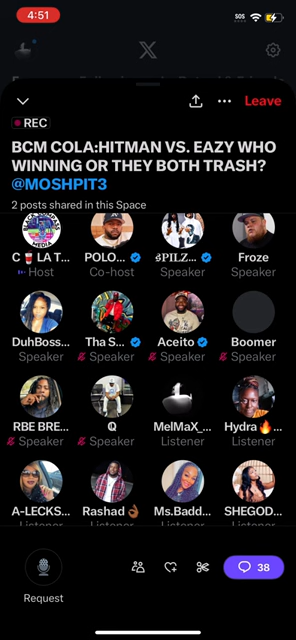 4:51
SOS
X
Leave
REC
BCM COLA:HITMAN VS. EAZY WHO
WINNING OR THEY BOTH TRASH?
@MOSHPIT3
2 posts shared in this Space
BLACK COMPASS
MEDIA
C🥤LA T... POLO... $PILZ... Froze
Host Co-host Speaker Speaker
DuhBoss... Tha S... Aceito Boomer
Speaker Speaker Speaker Speaker
RBE BRE... Q MelMaX_... Hydra🔥...
Speaker Speaker Listener Listener
A-LECKS... Rashad👌🏾 Ms.Badd... SHEGOD...
Listener Listener Listener Listener
38
Request